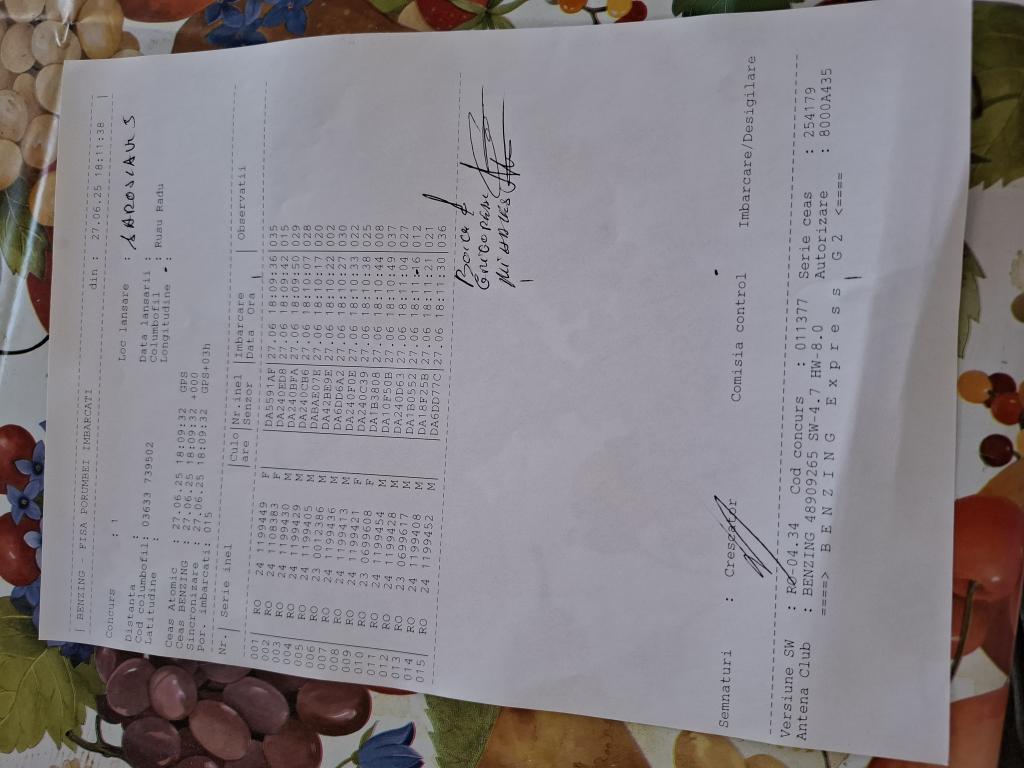 | BENZING - FISA PORUMBEI IMBARCATI din : 27.06.25 18:11:38 |
Concurs : 1 Loc lansare : JAROSLAW 3
Distanta : Data lansarii :
Cod columbofil: 03633 739502 Columbofil : Rusu Radu
Latitudine : Longitudine :
Ceas Atomic : 27.06.25 18:09:32 GPS
Ceas BENZING : 27.06.25 18:09:32 +000
Sincronizare : 27.06.25 18:09:32 GPS+03h
Por. imbarcati: 015
Nr. | Serie inel |Culo|Nr.inel |Imbarcare | Observatii
are |Senzor |Data Ora |
001 RO 24 1199449 F |DA5591AF|27.06 18:09:36|035
002 RO 24 1108383 F |DA240ED8|27.06 18:09:42|015
003 RO 24 1199430 M |DA240BFA|27.06 18:09:50|029
004 RO 24 1199429 M |DA240CB6|27.06 18:10: |028
005 RO 24 1199405 M |DABAE07E|27.06 18:10:17|020
006 RO 23 0012386 M |DA42BE9E|27.06 18:10:22|002
007 RO 24 1199436 M |DA6DD6A2|27.06 18:10:27|030
008 RO 24 1199413 M |DA240FDE|27.06 18:10:33|022
009 RO 24 1199421 M |DA240C39|27.06 18:10:38|025
010 RO 24 0659608 F |DA1B3808|27.06 18:10:44|010
011 RO 24 1199454 F |DA10F50B|27.06 18:10: |008
012 RO 24 1199428 M |DA240D63|27.06 18:11:04|027
013 RO 23 0699617 M |DA1B0552|27.06 18:11:16|012
014 RO 24 1199408 M |DA18F25B|27.06 18:11:21|021
015 RO 24 1199452 M |DA6DD77C|27.06 18:11:30|036
GRIGORAN
Semnaturi : Crescator Comisia control Imbarcare/Desigilare
Versiune SW : RO-04.34 Cod concurs : 011377 Serie ceas : 254179
Antena Club : BENZING 48909265 SW-4.7 HW-8.0 Autorizare : 8000A435
====> B E N Z I N G E x p r e s s G 2 <====